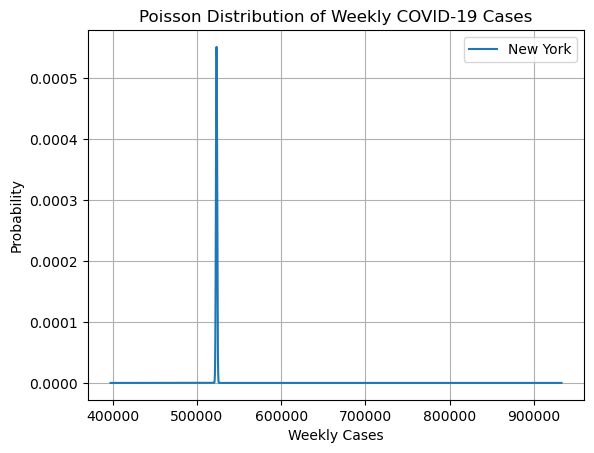 Poisson Distribution of Weekly COVID-19 Cases
New York
0.0005
0.0004
0.0003
0.0002
0.0001
0.0000
Probability
400000 500000 600000 700000 800000 900000
Weekly Cases